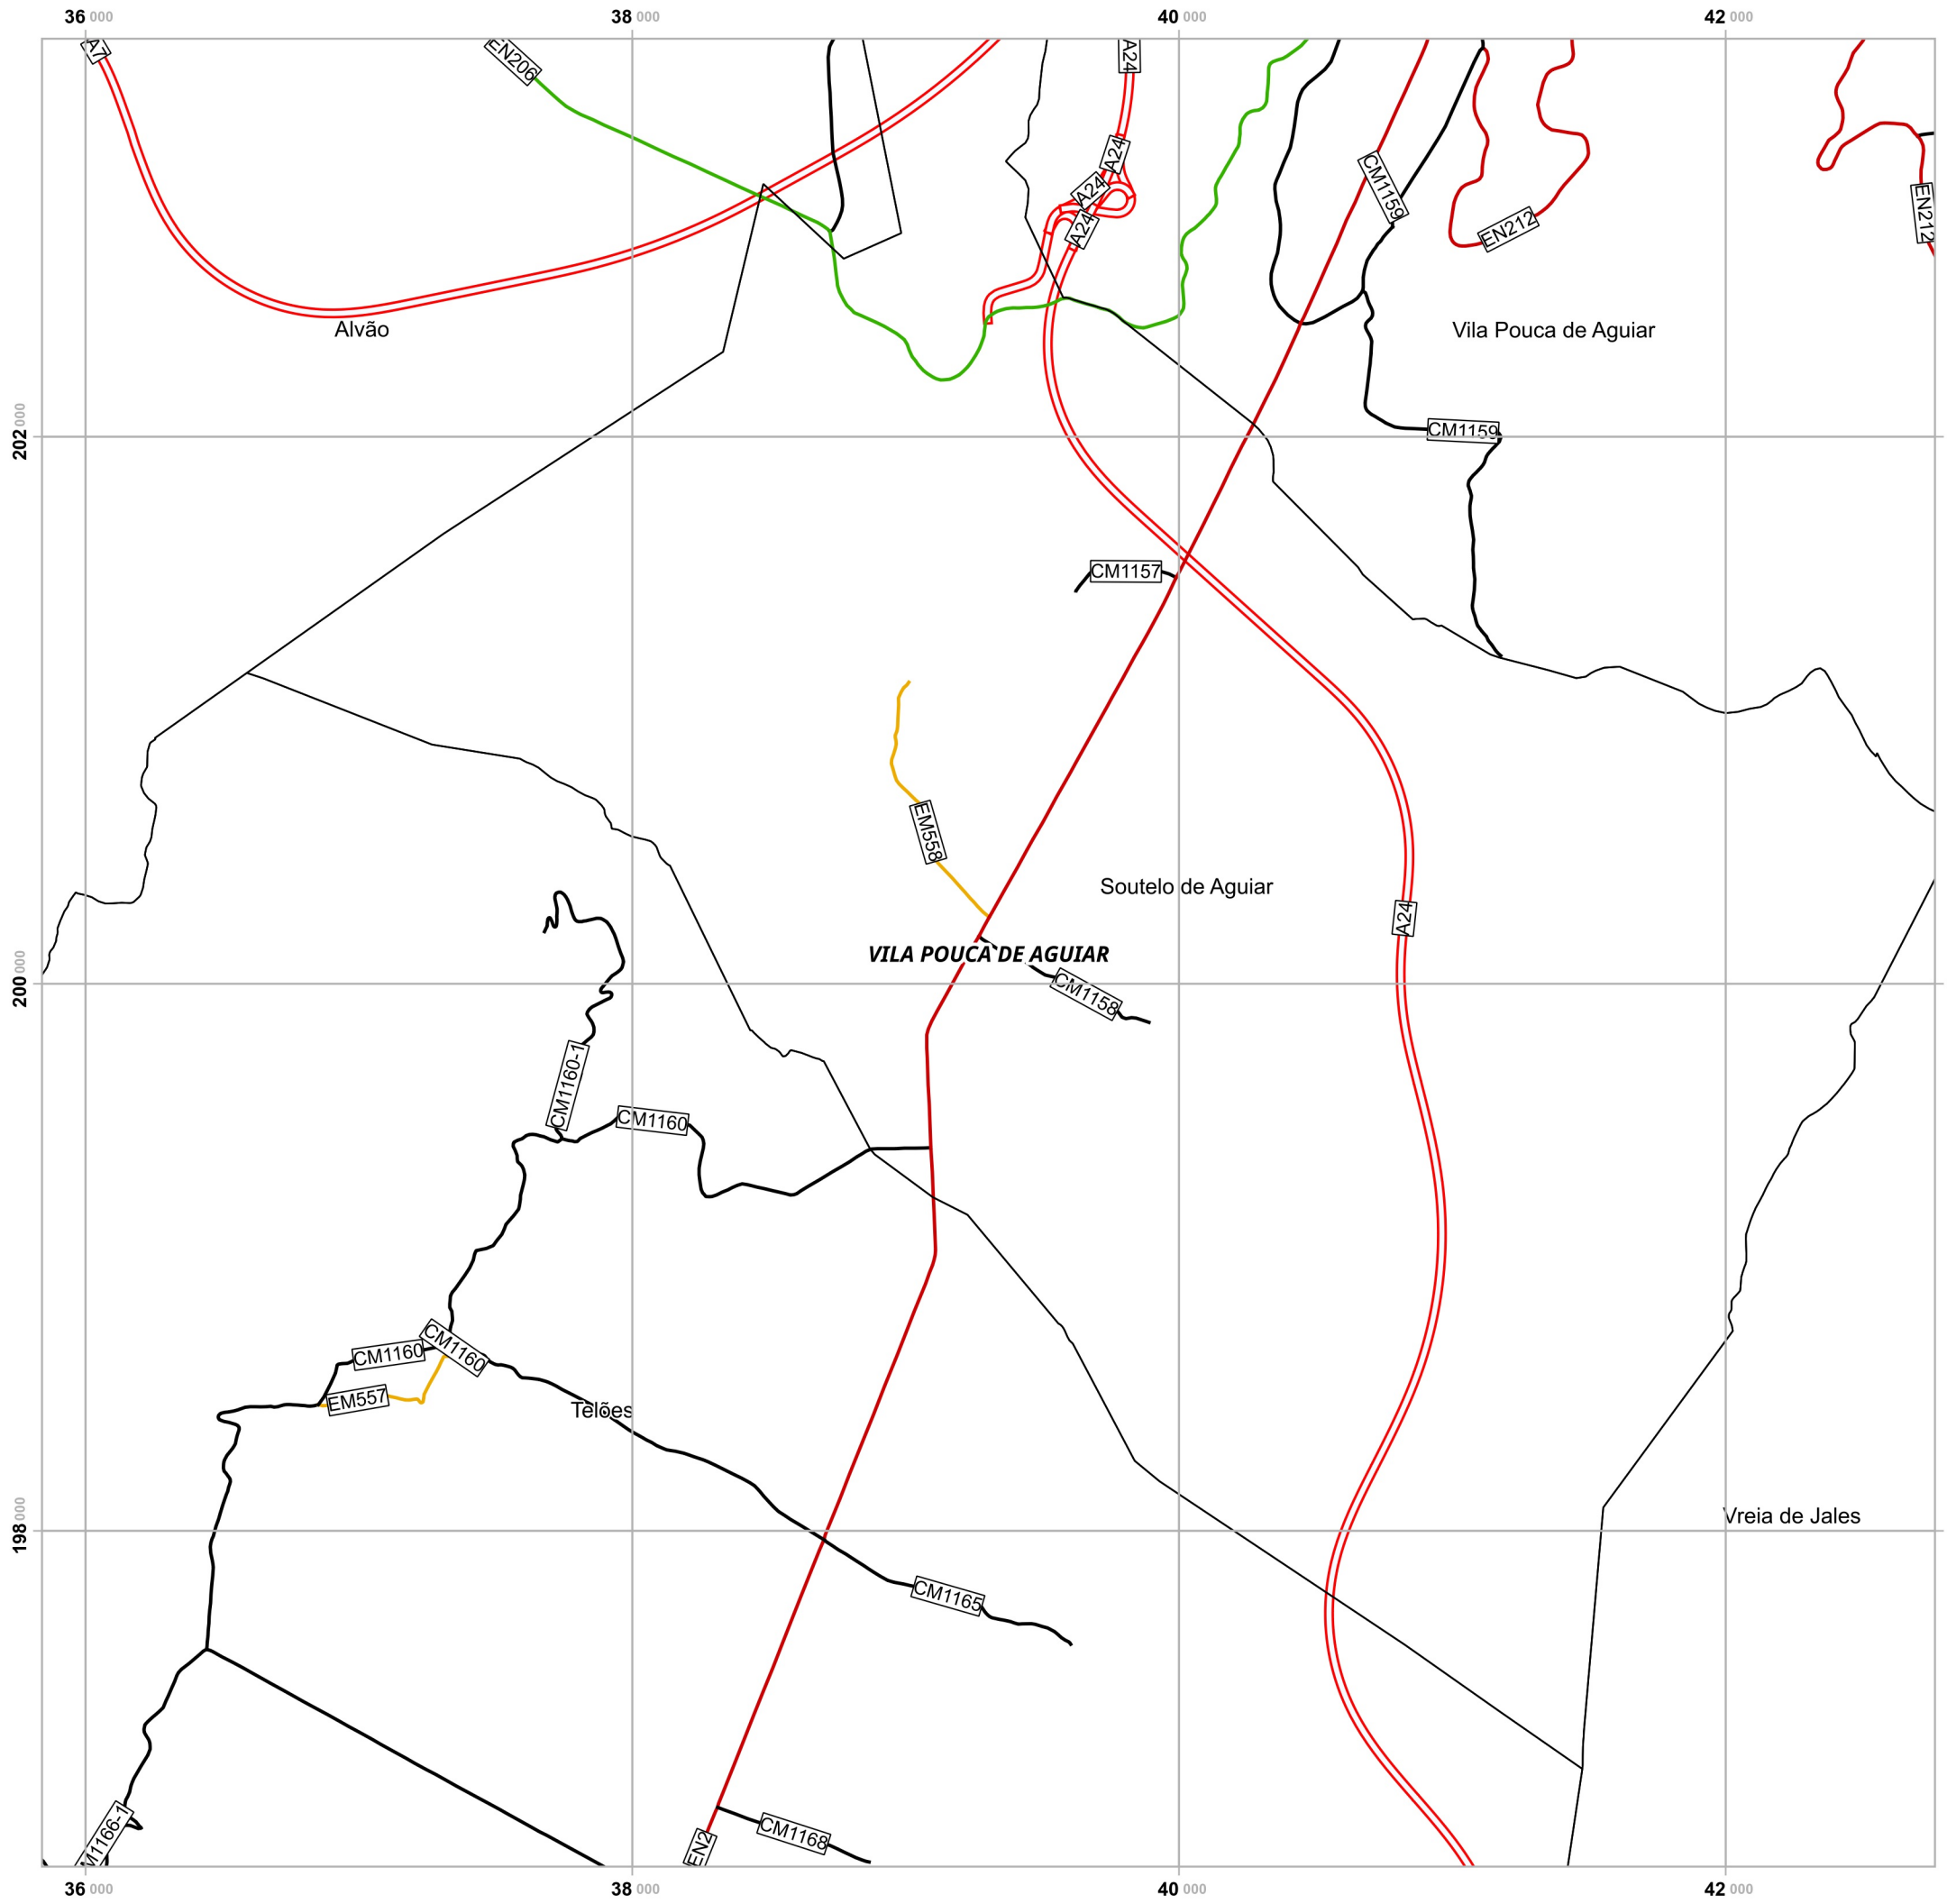 36 000
38 000
40 000
42 000
A7
EN206
A24
A24
CM1159
A24
EN212
EN212
A24
Alvão
Vila Pouca de Aguiar
202 000
CM1159
CM1157
EM558
Soutelo de Aguiar
A24
VILA POUCA DE AGUIAR
200 000
CM1158
CM1160-1
CM1160
CM1160
CM1160
EM557
Telões
198 000
Vreia de Jales
CM1165
M1166-1
CM1168
EN2
36 000
38 000
40 000
42 000